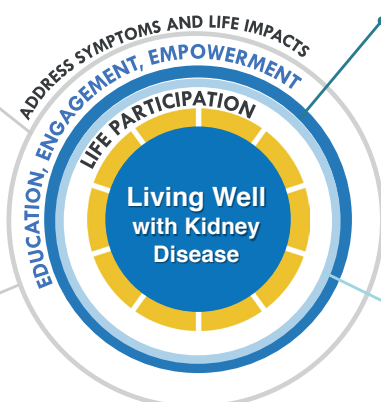 ADDRESS SYMPTOMS AND LIFE IMPACTS
EDUCATION, ENGAGEMENT, EMPOWERMENT
LIFE PARTICIPATION
Living Well
with Kidney
Disease